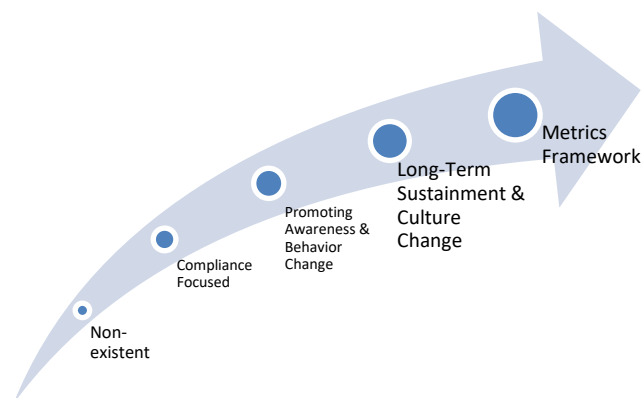 Non-
existent
Compliance
Focused
Promoting
Awareness &
Behavior
Change
Long-Term
Sustainment &
Culture
Change
Metrics
Framework